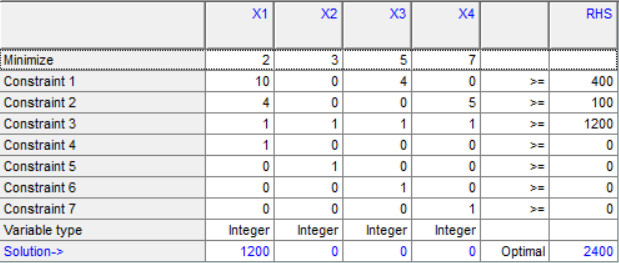 X1 X2 X3 X4 RHS
Minimize 2 3 5 7
Constraint 1 10 0 4 0 >= 400
Constraint 2 4 0 0 5 >= 100
Constraint 3 1 1 1 1 >= 1200
Constraint 4 1 0 0 0 >= 0
Constraint 5 0 1 0 0 >= 0
Constraint 6 0 0 1 0 >= 0
Constraint 7 0 0 0 1 >= 0
Variable type Integer Integer Integer Integer
Solution-> 1200 0 0 0 Optimal 2400